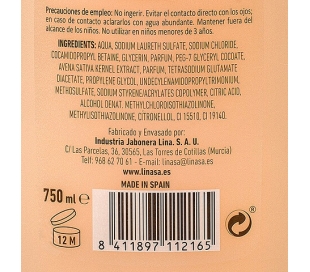 Precauciones de empleo: No ingerir. Evitar el contacto directo con los ojos;
en caso de contacto aclararlos con agua abundante. Mantener fuera del
alcance de los niños. No utilizar en niños menores de 3 años.
INGREDIENTS: AQUA, SODIUM LAURETH SULFATE, SODIUM CHLORIDE,
COCAMIDOPROPYL BETAINE, GLYCERIN, PARFUM, PEG-7 GLYCERYL COCOATE,
AVENA SATIVA KERNEL EXTRACT, PARFUM, TETRASODIUM GLUTAMATE
DIACETATE, PROPYLENE GLYCOL, UNDECYLENAMIDOPROPYLTRIMONIUM,
METHOSULFATE, SODIUM STYRENE/ACRYLATES COPOLYMER, CITRIC ACID,
ALCOHOL DENAT. METHYLCHLOROISOTHIAZOLINONE,
METHYLISOTHIAZOLINONE, CITRONELLOL, CI 15510, CI 19140.
Fabricado y Envasado por:
Industria Jabonera Lina. S. A. U.
C/ Las Parcelas, 36, 30565, Las Torres de Cotillas (Murcia)
Telf: 968 62 70 61 - E-mail: linasa@linasa.es
www.linasa.es
MADE IN SPAIN
750 ml e
12 M
8 411897 112165